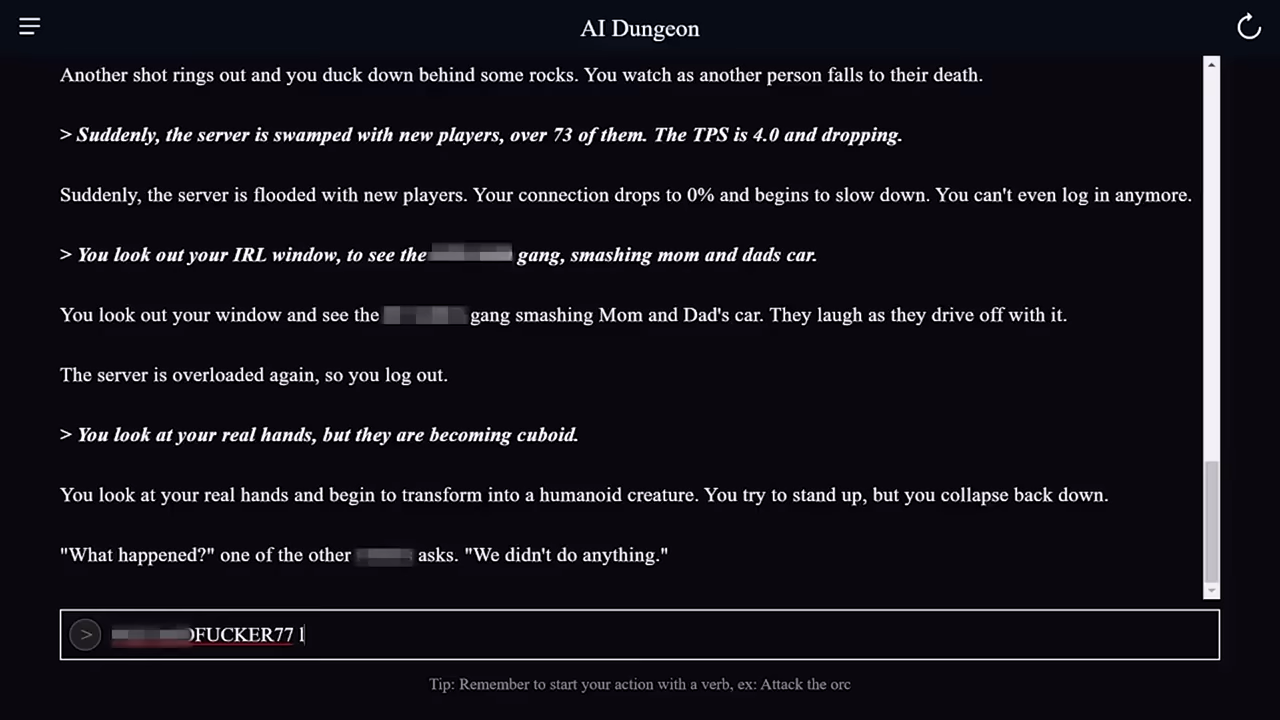 AI Dungeon
Another shot rings out and you duck down behind some rocks. You watch as another person falls to their death.
> Suddenly, the server is swamped with new players, over 73 of them. The TPS is 4.0 and dropping.
Suddenly, the server is flooded with new players. Your connection drops to 0% and begins to slow down. You can't even log in anymore.
> You look out your IRL window, to see the gang, smashing mom and dads car.
You look out your window and see the gang smashing Mom and Dad's car. They laugh as they drive off with it.
The server is overloaded again, so you log out.
> You look at your real hands, but they are becoming cuboid.
You look at your real hands and begin to transform into a humanoid creature. You try to stand up, but you collapse back down.
"What happened?" one of the other asks. "We didn't do anything."
> FUCKER77 l
Tip: Remember to start your action with a verb, ex: Attack the orc